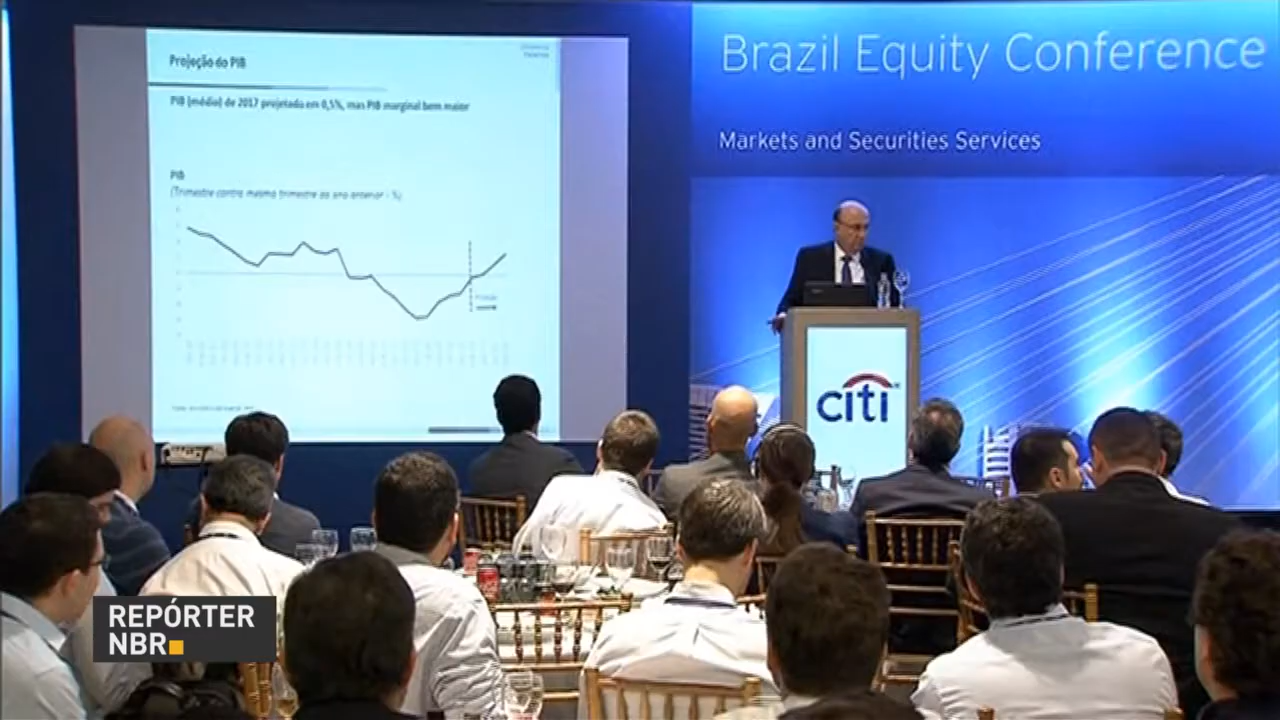 Projeção do PIB
PIB (médio) de 2017 projetado em 0,5%, mas PIB marginal bem maior
PIB
(Trimestre contra mesmo trimestre do ano anterior - %)
Brazil Equity Conference
Markets and Securities Services
citi
REPÓRTER
NBR